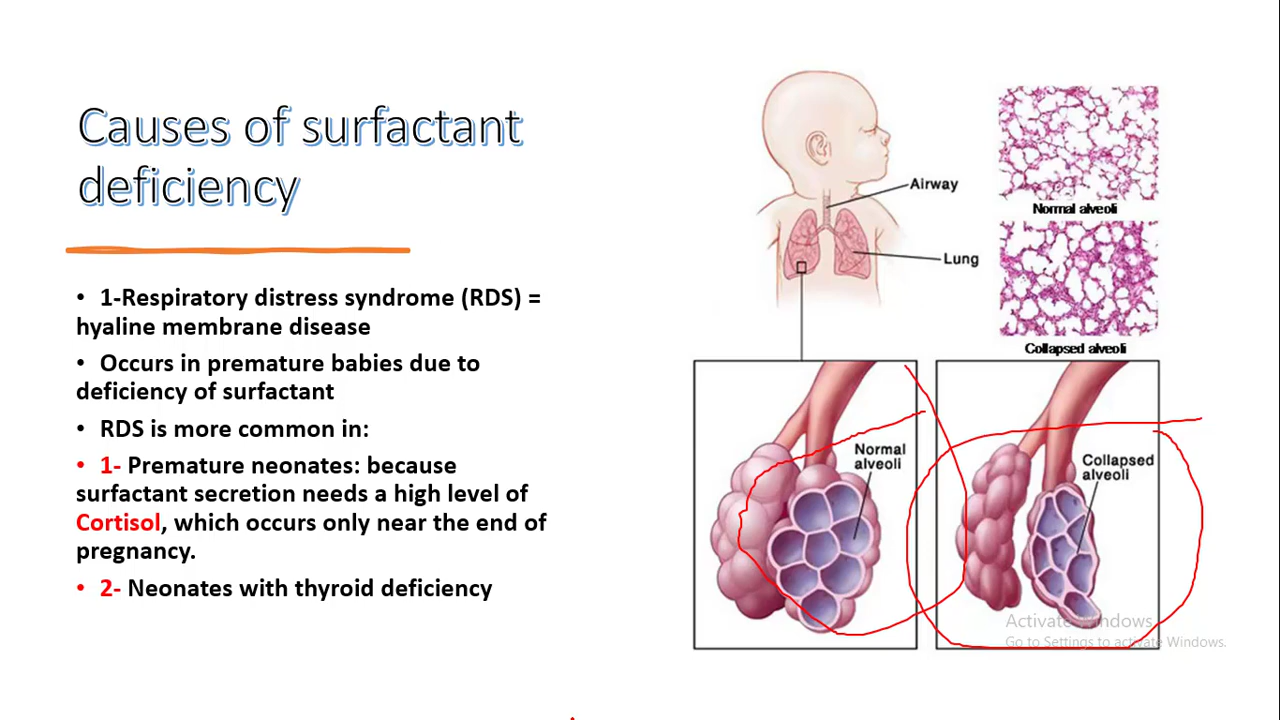 Causes of surfactant
deficiency
• 1-Respiratory distress syndrome (RDS) =
hyaline membrane disease
• Occurs in premature babies due to
deficiency of surfactant
• RDS is more common in:
• 1- Premature neonates: because
surfactant secretion needs a high level of
Cortisol, which occurs only near the end of
pregnancy.
• 2- Neonates with thyroid deficiency
Airway
Lung
Normal alveoli
Collapsed alveoli
Normal
alveoli
Collapsed
alveoli
Activate Windows
Go to Settings to activate Windows.